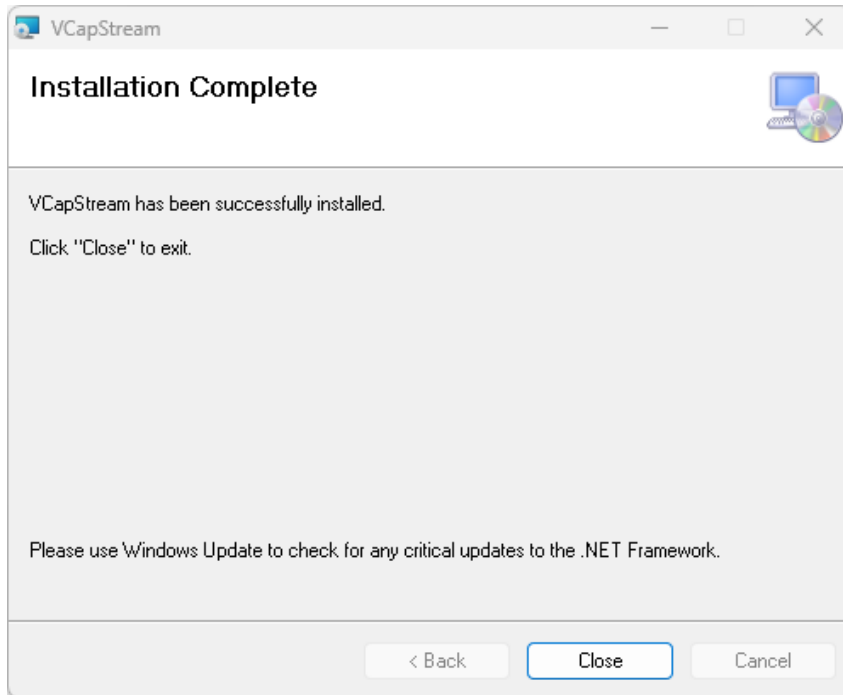 VCapStream
Installation Complete
VCapStream has been successfully installed.
Click "Close" to exit.
Please use Windows Update to check for any critical updates to the .NET Framework.
< Back
Close
Cancel